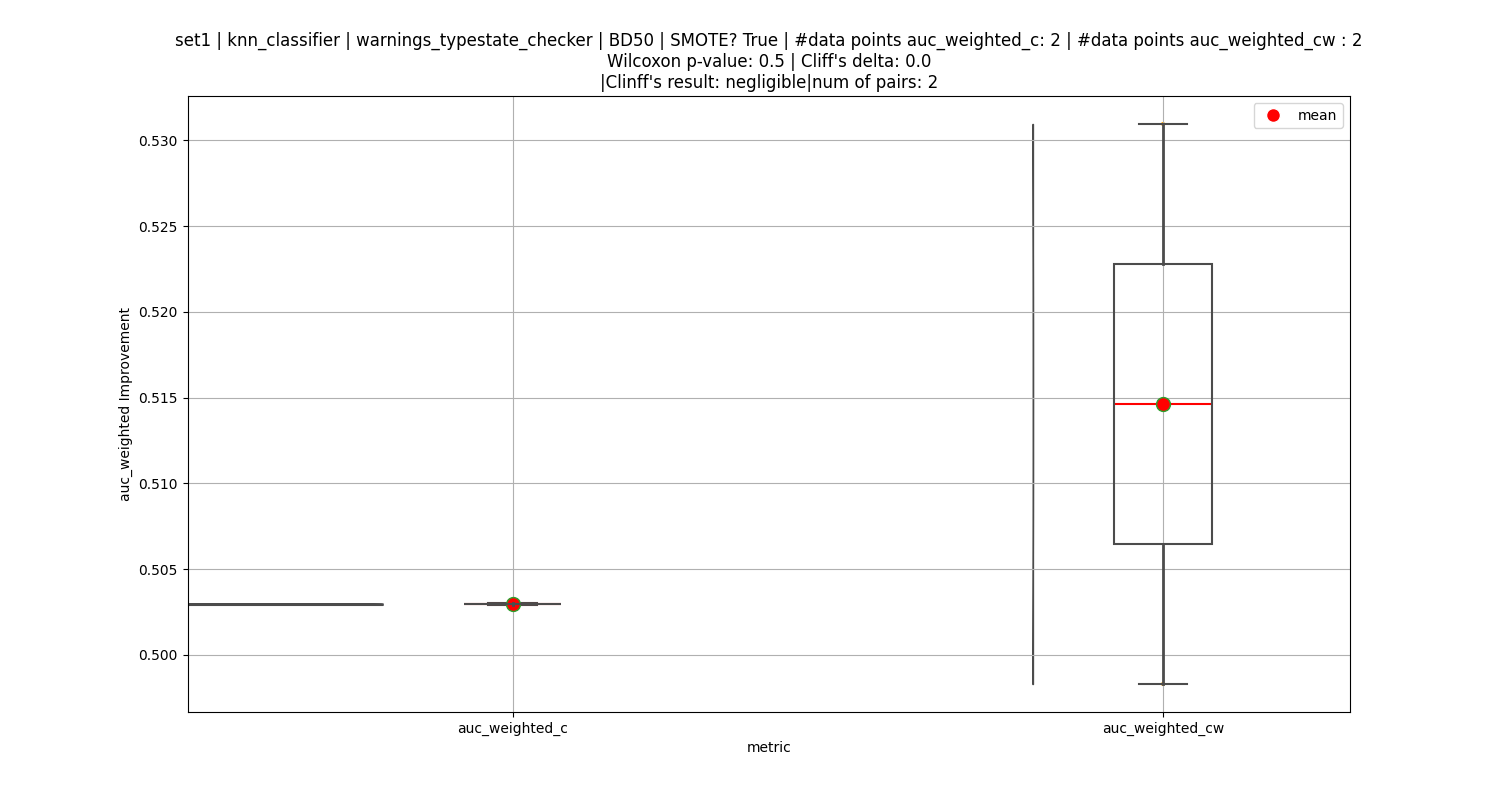 set1 | knn_classifier | warnings_typestate_checker | BD50 | SMOTE? True | #data points auc_weighted_c: 2 | #data points auc_weighted_cw : 2
Wilcoxon p-value: 0.5 | Cliff's delta: 0.0
|Clinff's result: negligible|num of pairs: 2
mean
0.530
0.525
0.520
0.515
0.510
0.505
0.500
auc_weighted Improvement
auc_weighted_c
auc_weighted_cw
metric